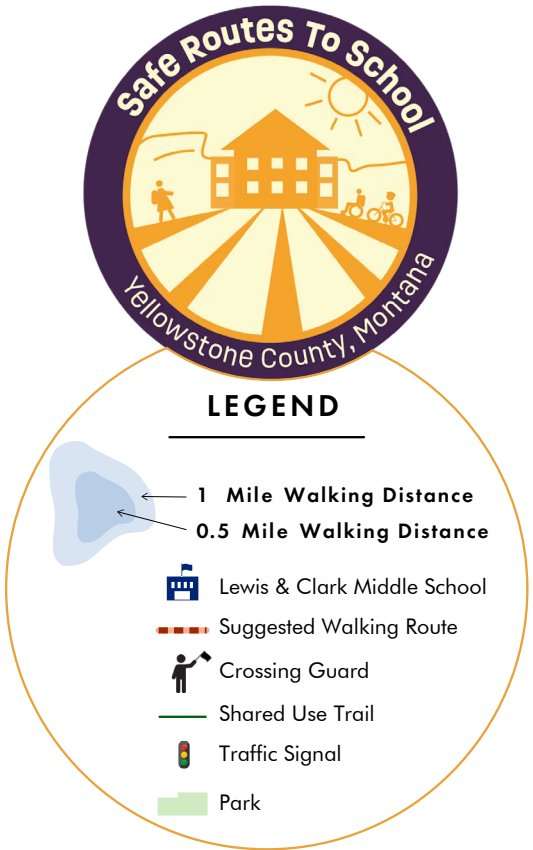 Safe Routes To School
Yellowstone County, Montana
LEGEND
1 Mile Walking Distance
0.5 Mile Walking Distance
Lewis & Clark Middle School
Suggested Walking Route
Crossing Guard
Shared Use Trail
Traffic Signal
Park